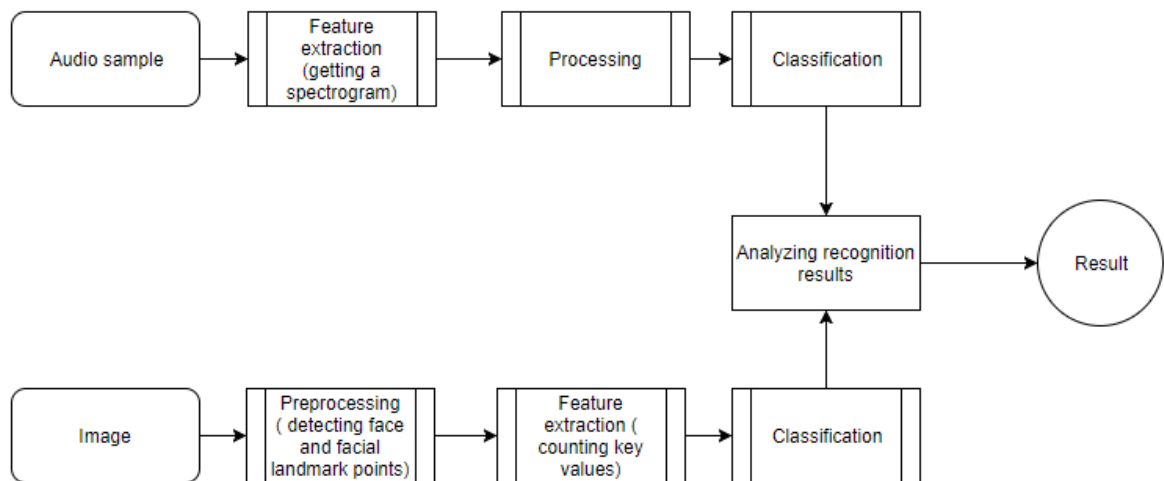 Audio sample
Feature
extraction
(getting a
spectrogram)
Processing
Classification
Analyzing recognition
results
Result
Image
Preprocessing
( detecting face
and facial
landmark points)
Feature
extraction (
counting key
values)
Classification